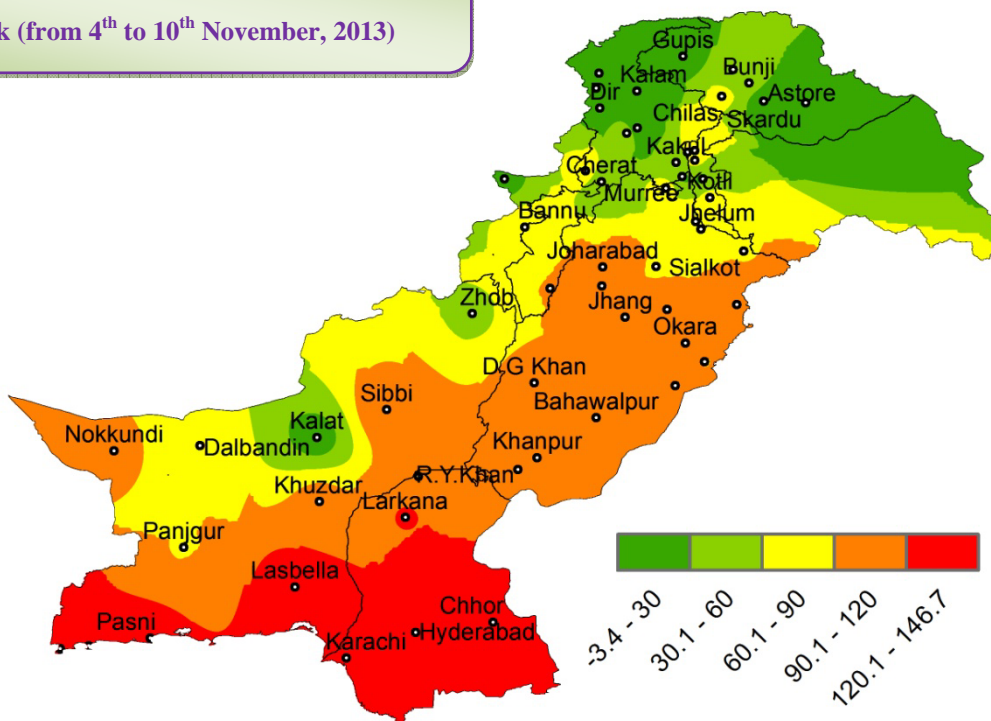 k (from 4th to 10th November, 2013)
Gupis
Bunji
Kalam
Dir
Astore
Chilas
Skardu
Kakul
Cherat
Kotli
Murree
Bannu
Jhelum
Joharabad
Sialkot
Zhob
Jhang
Okara
D.G Khan
Sibbi
Bahawalpur
Kalat
Nokkundi
Dalbandin
Khanpur
R.Y.Khan
Khuzdar
Larkana
Panjgur
Lasbella
Chhor
Pasni
Hyderabad
Karachi
-3.4 - 30
30.1 - 60
60.1 - 90
90.1 - 120
120.1 - 146.7